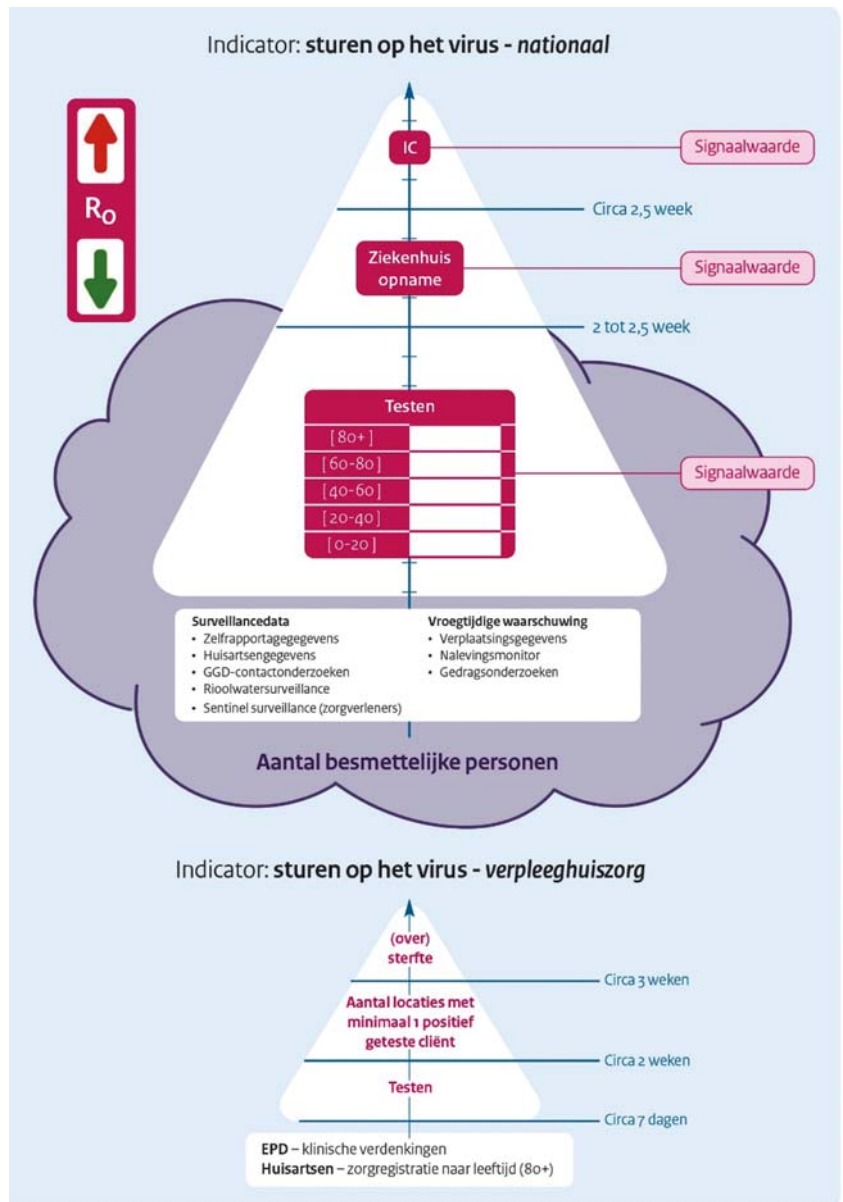 Indicator: sturen op het virus - nationaal
R0
IC
Signaalwaarde
Circa 2,5 week
Ziekenhuis
opname
Signaalwaarde
2 tot 2,5 week
Testen
[80+]
[60-80]
[40-60]
[20-40]
[0-20]
Signaalwaarde
Surveillancedata
• Zelfrapportagegegevens
• Huisartsengegevens
• GGD-contactonderzoeken
• Rioolwatersurveillance
• Sentinel surveillance (zorgverleners)
Vroegtijdige waarschuwing
• Verplaatsingsgegevens
• Nalevingsmonitor
• Gedragsonderzoeken
Aantal besmettelijke personen
Indicator: sturen op het virus - verpleeghuiszorg
(over)
sterfte
Circa 3 weken
Aantal locaties met
minimaal 1 positief
geteste cliënt
Circa 2 weken
Testen
Circa 7 dagen
EPD – klinische verdenkingen
Huisartsen – zorgregistratie naar leeftijd (80+)